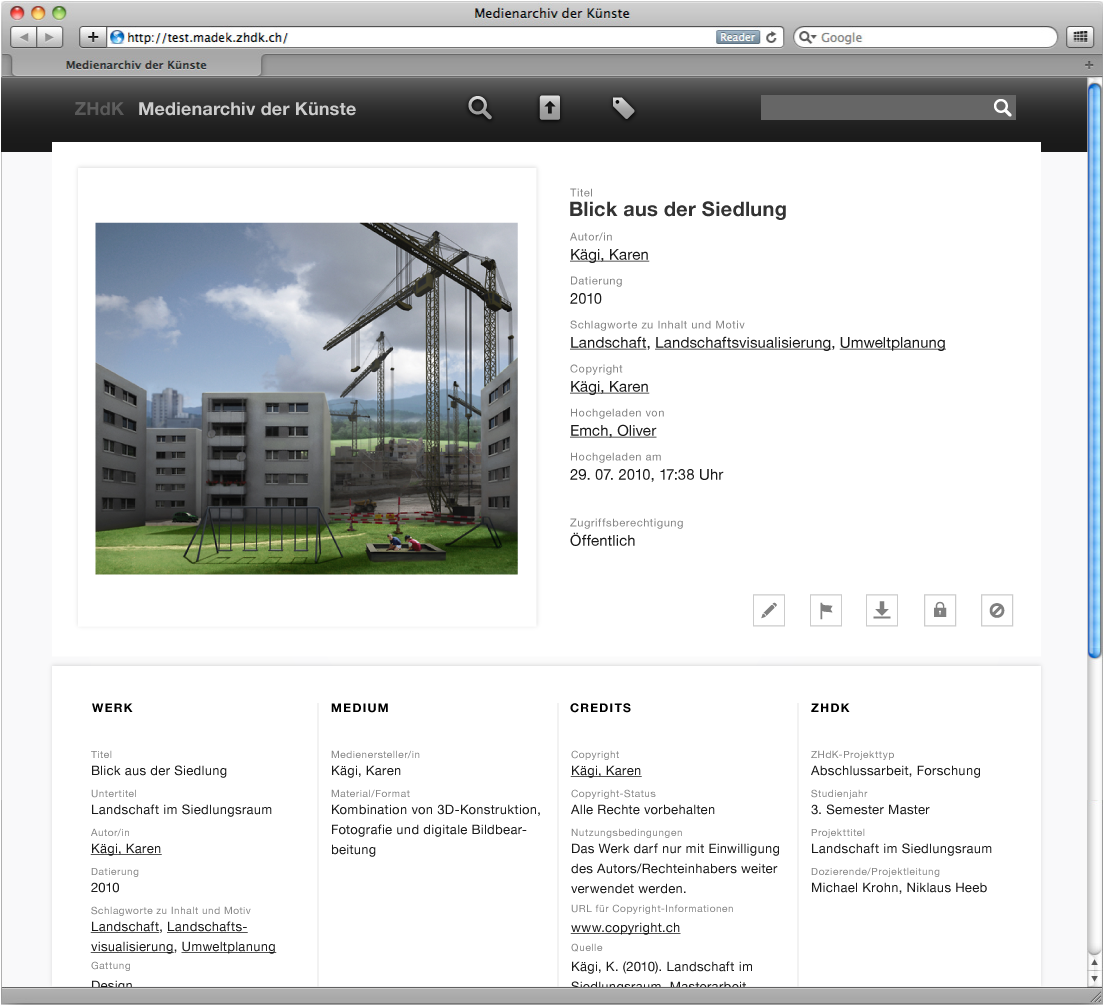 Medienarchiv der Künste
http://test.madek.zhdk.ch/
Reader
Google
Medienarchiv der Künste
ZHdK Medienarchiv der Künste
Titel
Blick aus der Siedlung
Autor/in
Kägi, Karen
Datierung
2010
Schlagworte zu Inhalt und Motiv
Landschaft, Landschaftsvisualisierung, Umweltplanung
Copyright
Kägi, Karen
Hochgeladen von
Emch, Oliver
Hochgeladen am
29. 07. 2010, 17:38 Uhr
Zugriffsberechtigung
Öffentlich
WERK
Titel
Blick aus der Siedlung
Untertitel
Landschaft im Siedlungsraum
Autor/in
Kägi, Karen
Datierung
2010
Schlagworte zu Inhalt und Motiv
Landschaft, Landschafts-
visualisierung, Umweltplanung
Gattung
Design
MEDIUM
Medienersteller/in
Kägi, Karen
Material/Format
Kombination von 3D-Konstruktion,
Fotografie und digitale Bildbear-
beitung
CREDITS
Copyright
Kägi, Karen
Copyright-Status
Alle Rechte vorbehalten
Nutzungsbedingungen
Das Werk darf nur mit Einwilligung
des Autors/Rechteinhabers weiter
verwendet werden.
URL für Copyright-Informationen
www.copyright.ch
Quelle
Kägi, K. (2010). Landschaft im
Siedlungsraum. Masterarbeit
ZHDK
ZHdK-Projekttyp
Abschlussarbeit, Forschung
Studienjahr
3. Semester Master
Projekttitel
Landschaft im Siedlungsraum
Dozierende/Projektleitung
Michael Krohn, Niklaus Heeb